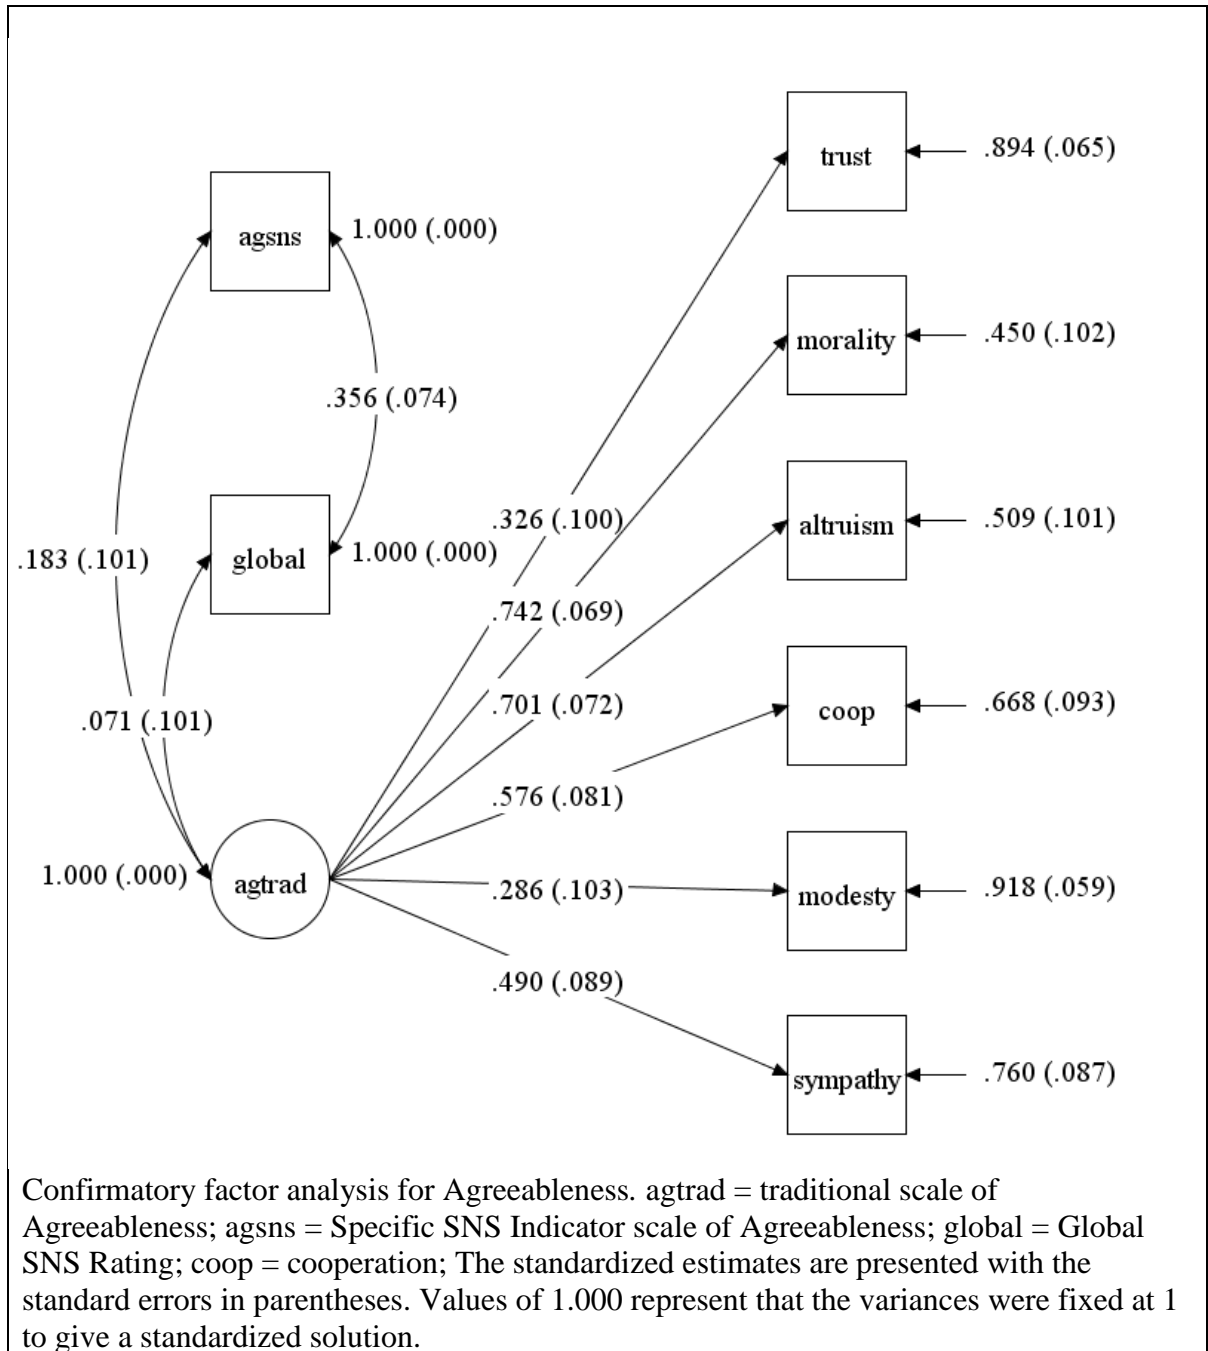 trust
.894 (.065)
agsns
1.000 (.000)
morality
.450 (.102)
.356 (.074)
.326 (.100)
altruism
.509 (.101)
.183 (.101)
global
1.000 (.000)
.742 (.069)
.701 (.072)
coop
.668 (.093)
.071 (.101)
.576 (.081)
1.000 (.000)
agtrad
.286 (.103)
modesty
.918 (.059)
.490 (.089)
sympathy
.760 (.087)
Confirmatory factor analysis for Agreeableness. agtrad = traditional scale of
Agreeableness; agsns = Specific SNS Indicator scale of Agreeableness; global = Global
SNS Rating; coop = cooperation; The standardized estimates are presented with the
standard errors in parentheses. Values of 1.000 represent that the variances were fixed at 1
to give a standardized solution.